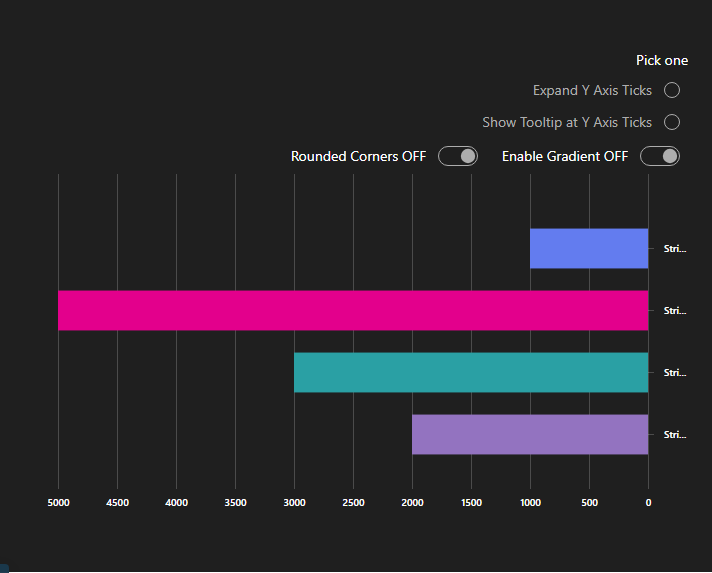 Pick one
Expand Y Axis Ticks
Show Tooltip at Y Axis Ticks
Rounded Corners OFF
Enable Gradient OFF
Stri...
Stri...
Stri...
Stri...
5000 4500 4000 3500 3000 2500 2000 1500 1000 500 0